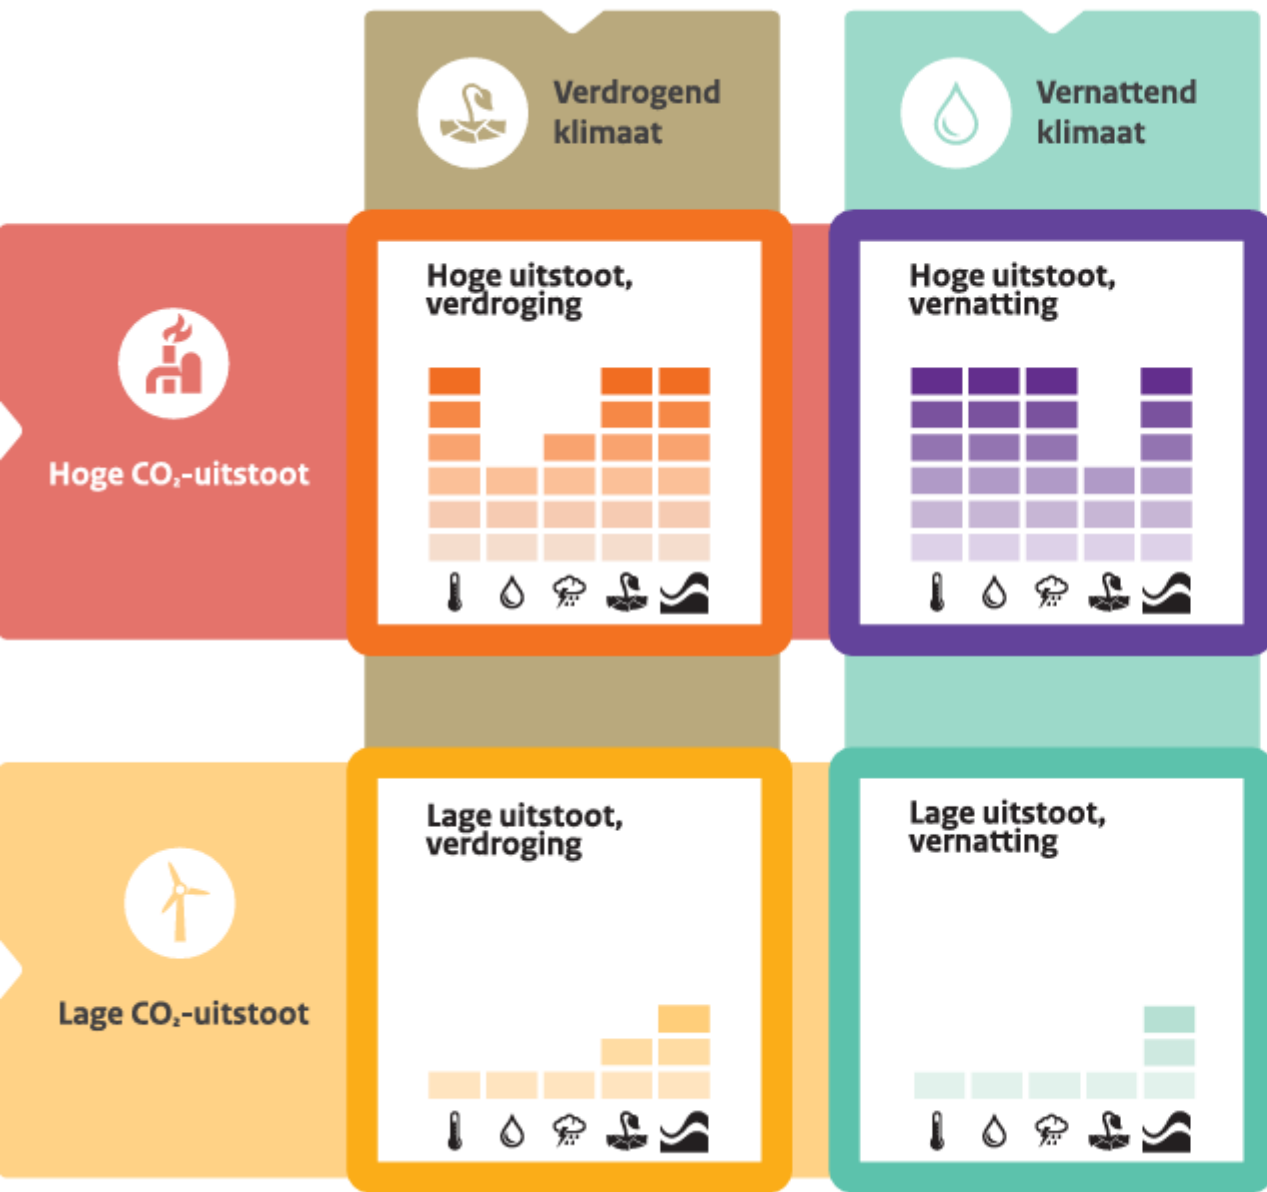 Verdrogend
klimaat
Vernattend
klimaat
Hoge CO₂-uitstoot
Hoge uitstoot,
verdroging
Hoge uitstoot,
vernatting
Lage CO₂-uitstoot
Lage uitstoot,
verdroging
Lage uitstoot,
vernatting